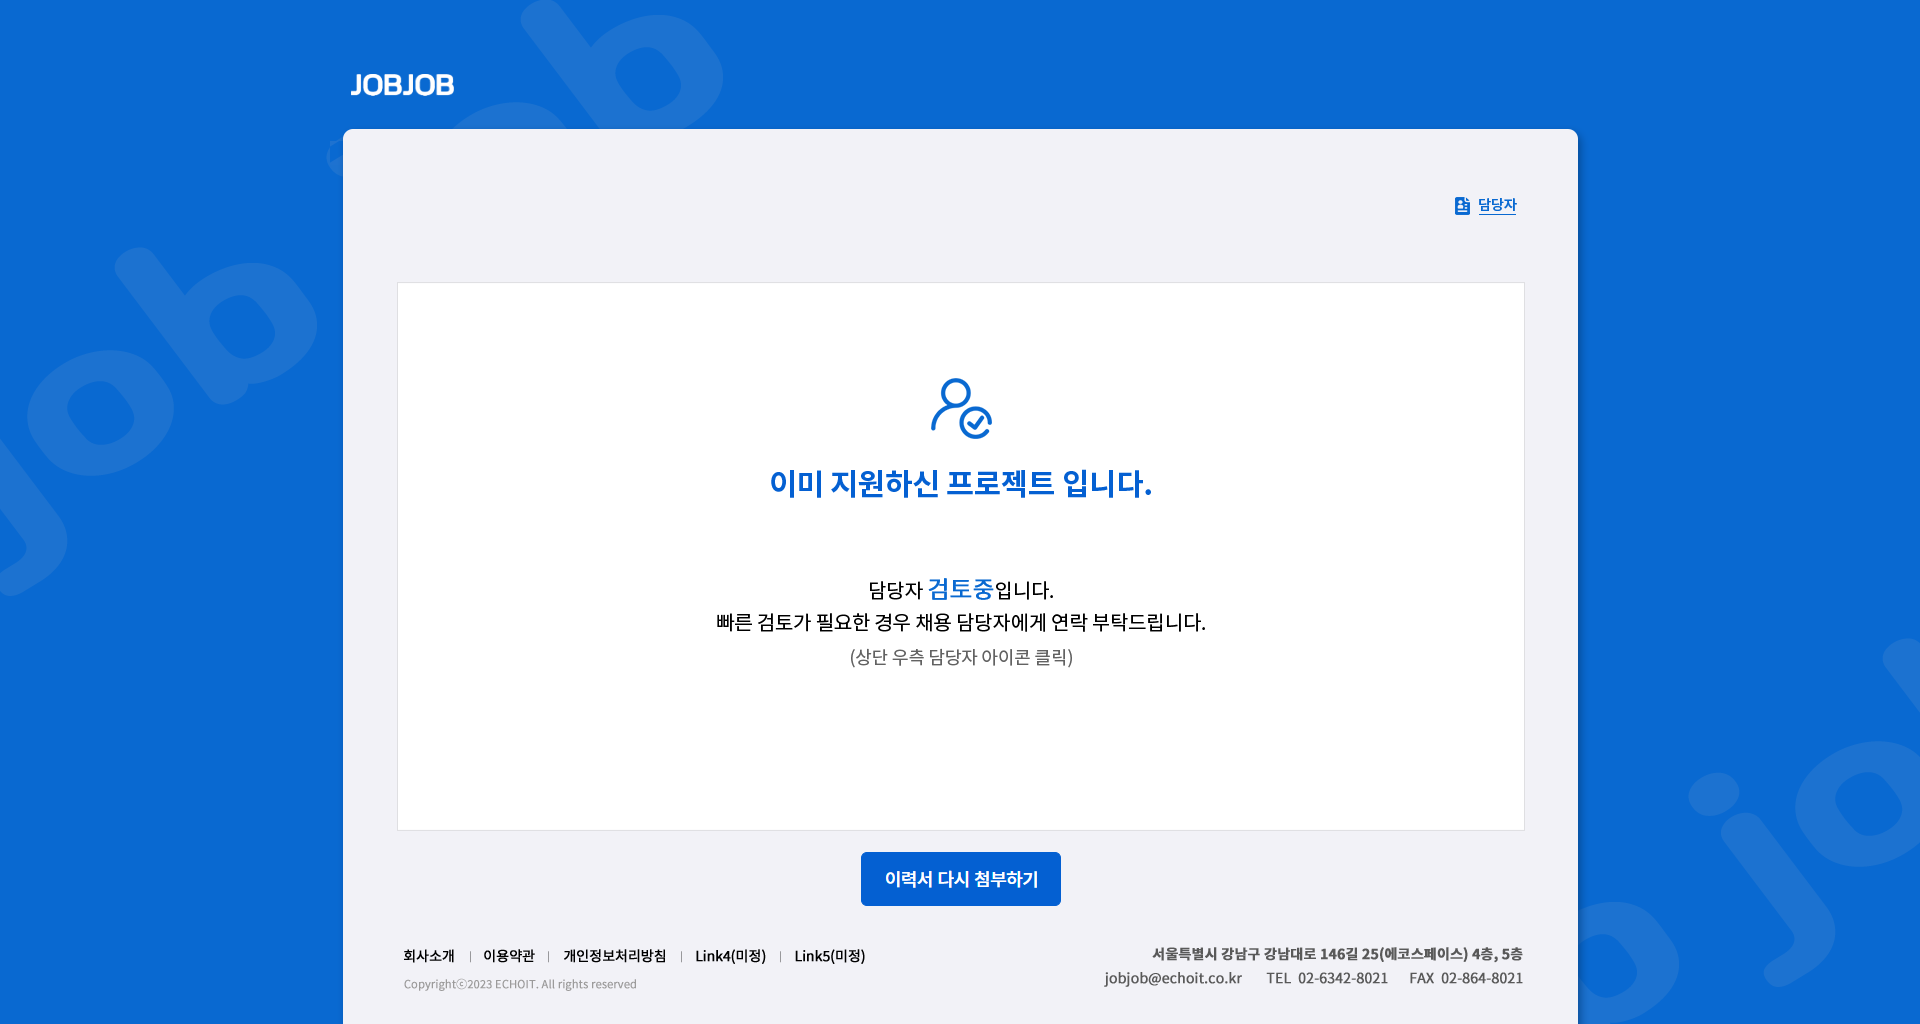 JOBJOB
담당자
이미 지원하신 프로젝트 입니다.
담당자 검토중입니다.
빠른 검토가 필요한 경우 채용 담당자에게 연락 부탁드립니다.
(상단 우측 담당자 아이콘 클릭)
이력서 다시 첨부하기
회사소개 | 이용약관 | 개인정보처리방침 | Link4(미정) | Link5(미정)
Copyrightⓒ2023 ECHOIT. All rights reserved
서울특별시 강남구 강남대로 146길 25(에코스페이스) 4층, 5층
jobjob@echoit.co.kr TEL 02-6342-8021 FAX 02-864-8021
job
job
job
job